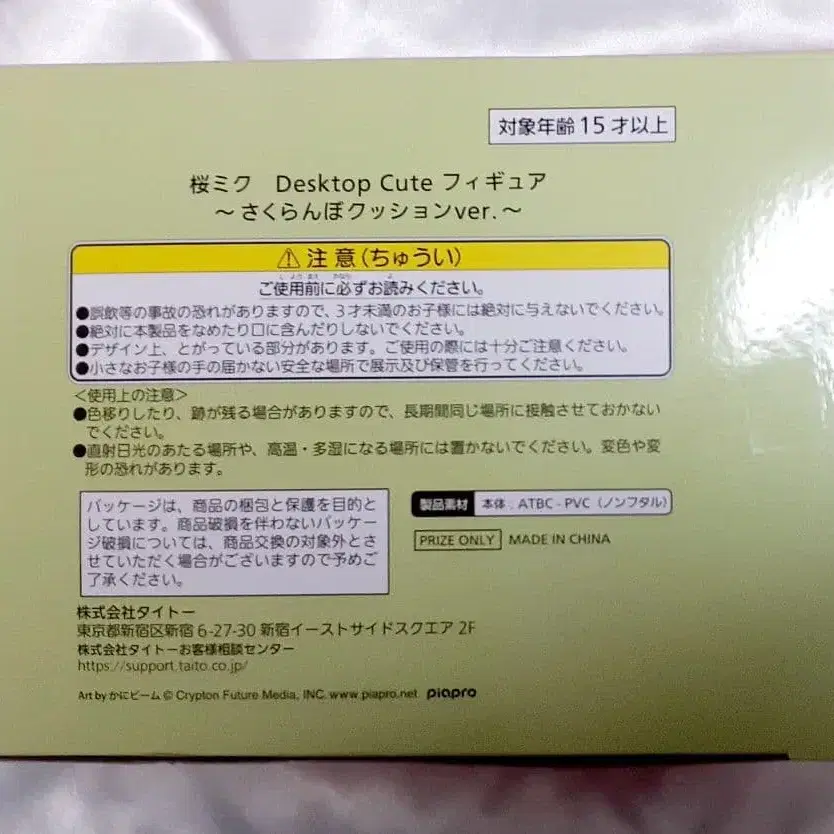 対象年齢15才以上
桜ミク Desktop Cute フィギュア
～さくらんぼクッションver.～
⚠注意(ちゅうい)
ご使用前に必ずお読みください。
●誤飲等の事故の恐れがありますので、3才未満のお子様には絶対に与えないでください。
●絶対に本製品をなめたり口に含んだりしないでください。
●デザイン上、とがっている部分があります。ご使用の際には十分ご注意ください。
●小さなお子様の手の届かない安全な場所で展示及び保管を行ってください。
＜使用上の注意＞
●色移りしたり、跡が残る場合がありますので、長期間同じ場所に接触させておかない
でください。
●直射日光のあたる場所や、高温・多湿になる場所には置かないでください。変色や変
形の恐れがあります。
パッケージは、商品の梱包と保護を目的と
しています。商品破損を伴わないパッケー
ジ破損については、商品交換の対象外とさ
せていただく場合がございますので予めご
了承ください。
製品素材 本体：ATBC-PVC（ノンフタル）
PRIZE ONLY MADE IN CHINA
株式会社タイトー
東京都新宿区新宿6-27-30 新宿イーストサイドスクエア 2F
株式会社タイトーお客様相談センター
https://support.taito.co.jp/
Art by かにビーム © Crypton Future Media, INC. www.piapro.net piapro